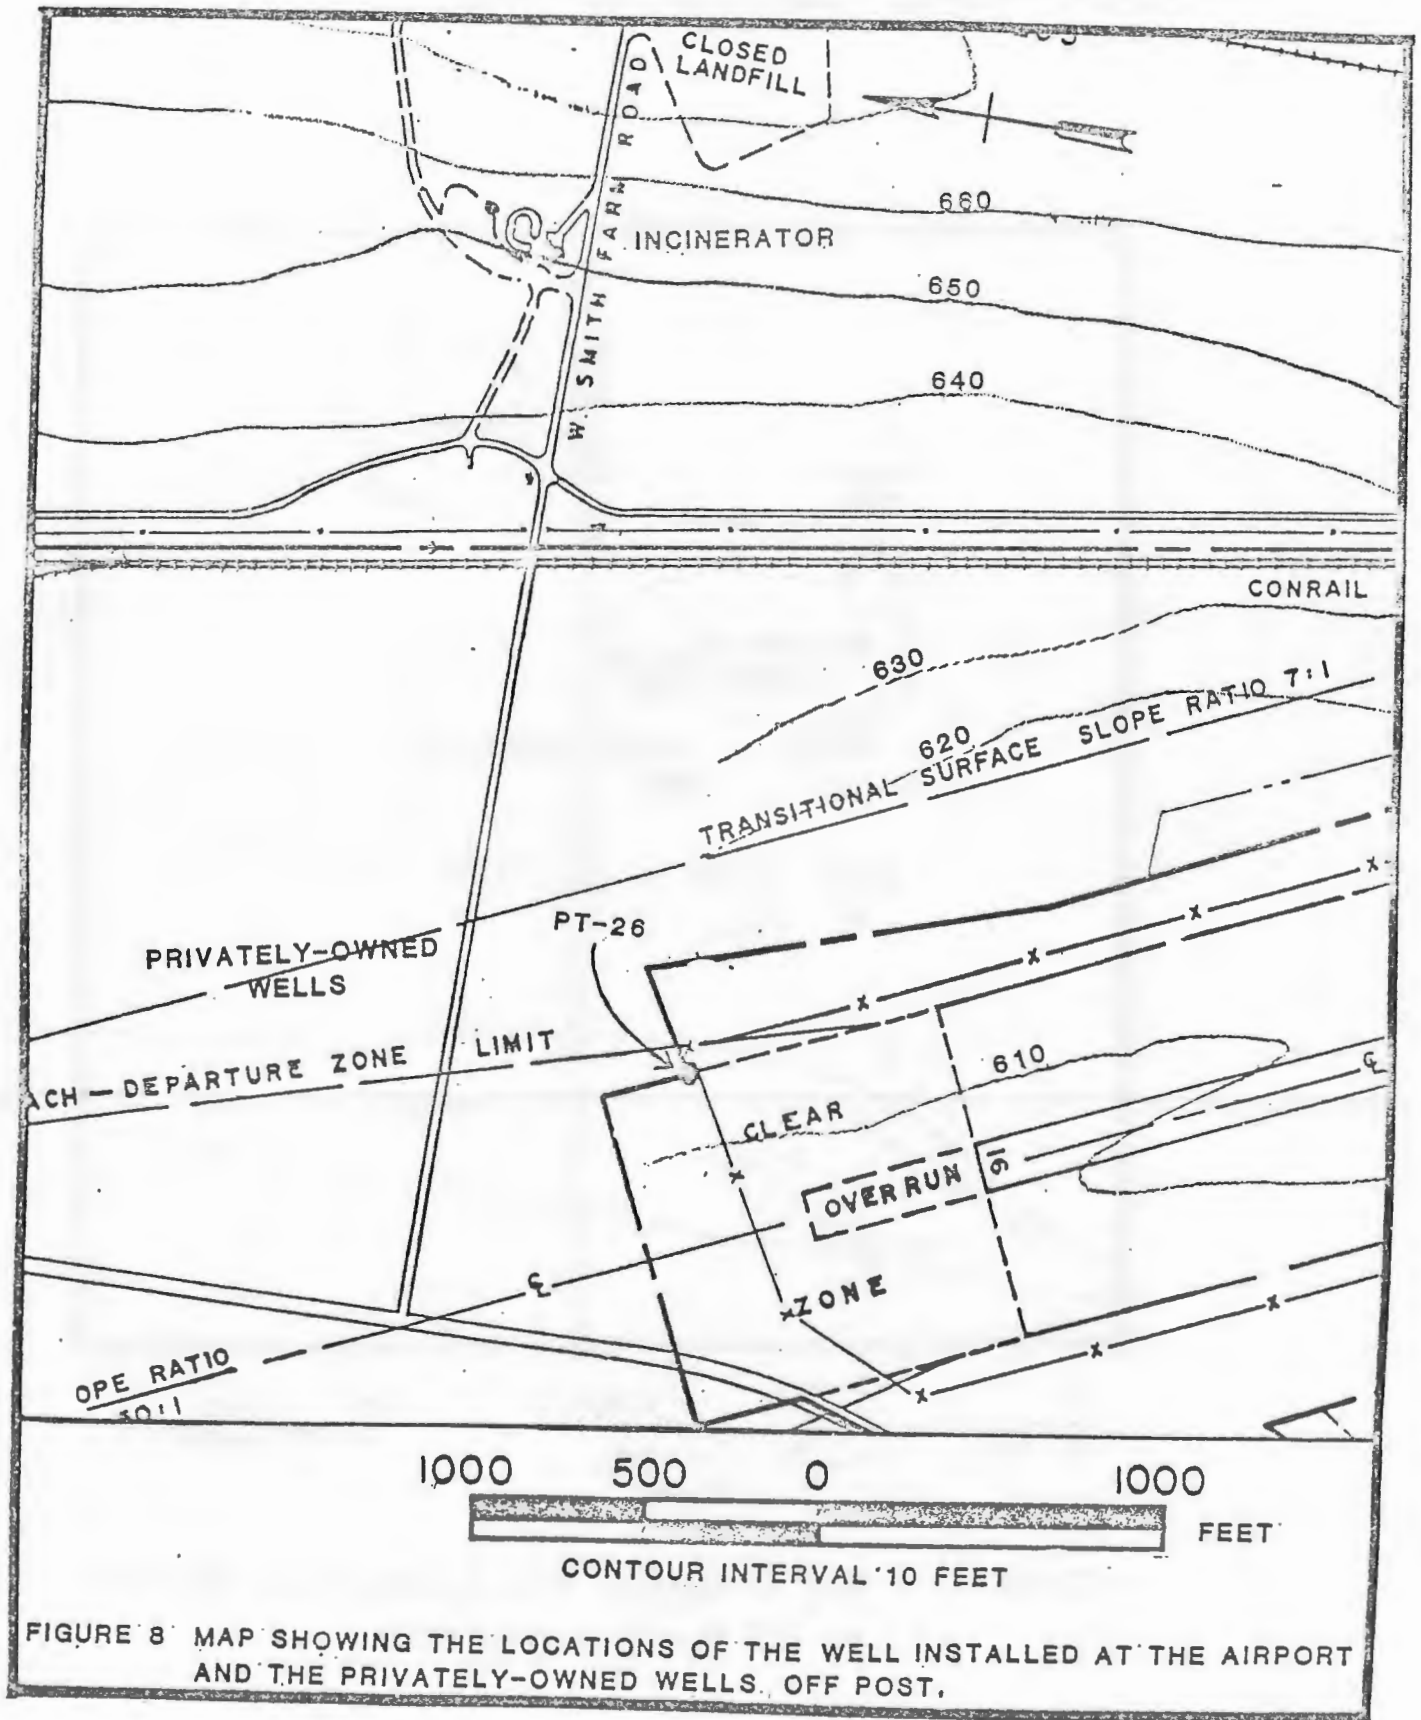 CLOSED
LANDFILL
W. SMITH FARM ROAD
660
INCINERATOR
650
640
CONRAIL
630
620
TRANSITIONAL SURFACE SLOPE RATIO 7:1
PT-26
PRIVATELY-OWNED
WELLS
ACH-DEPARTURE ZONE LIMIT
610
℄
CLEAR
OVERRUN
16
℄
ZONE
OPE RATIO
50:1
1000 500 0 1000
FEET
CONTOUR INTERVAL 10 FEET
FIGURE 8 MAP SHOWING THE LOCATIONS OF THE WELL INSTALLED AT THE AIRPORT
AND THE PRIVATELY-OWNED WELLS, OFF POST.